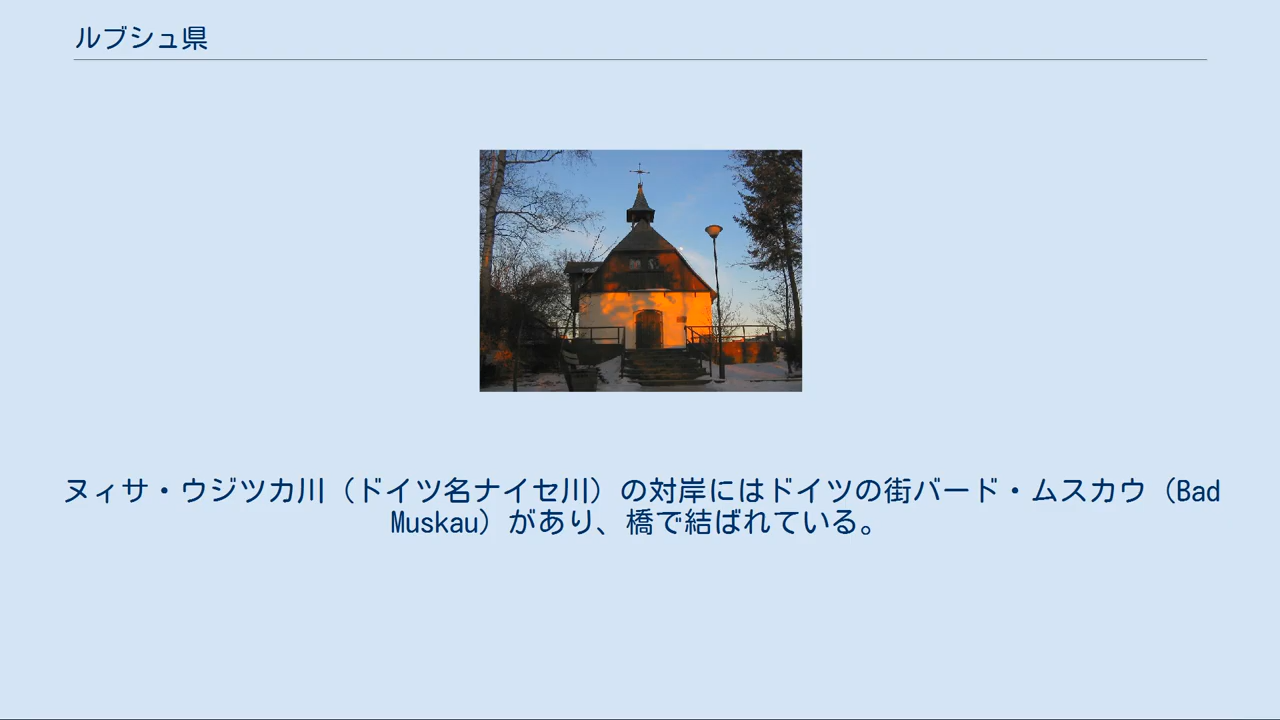 ルブシュ県
ヌィサ・ウジツカ川（ドイツ名ナイセ川）の対岸にはドイツの街バード・ムスカウ（Bad
Muskau）があり、橋で結ばれている。